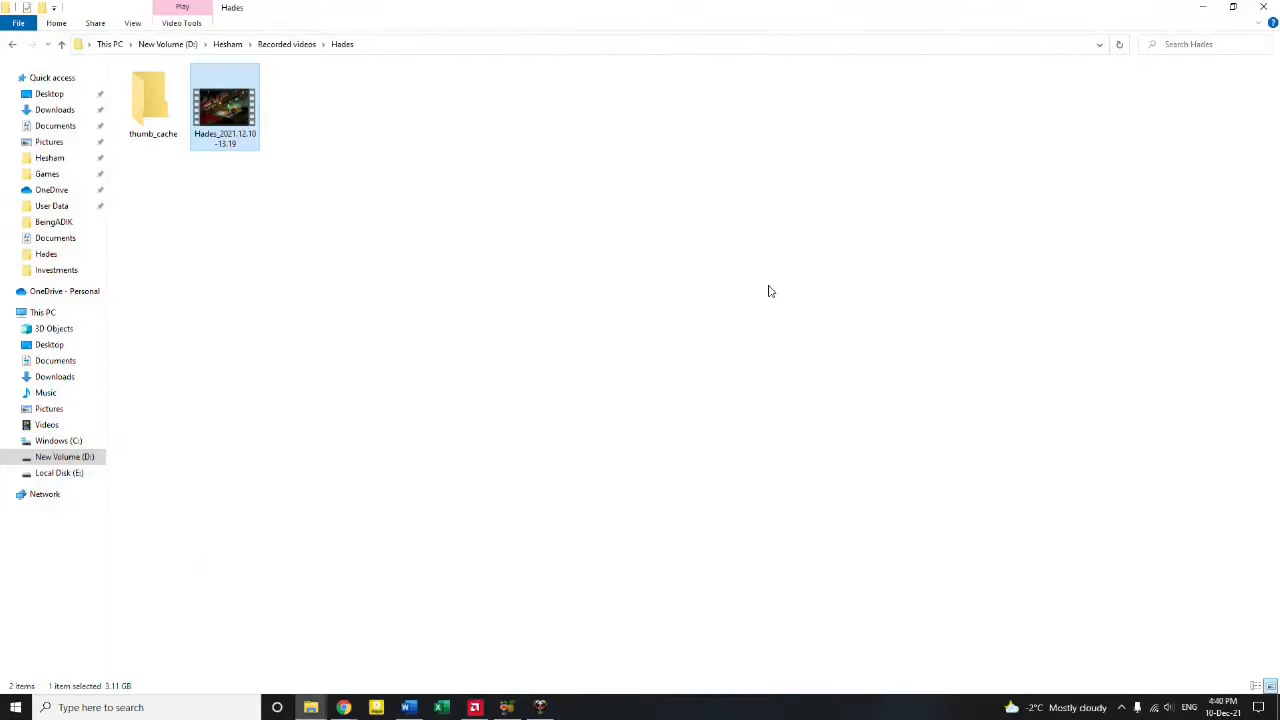 Play
Hades
File
Home
Share
View
Video Tools
This PC
New Volume (D:)
Hesham
Recorded videos
Hades
Search Hades
Quick access
Desktop
Downloads
Documents
Pictures
Hesham
Games
OneDrive
User Data
BeingADIK
Documents
Hades
Investments
OneDrive - Personal
This PC
3D Objects
Desktop
Documents
Downloads
Music
Pictures
Videos
Windows (C:)
New Volume (D:)
Local Disk (E:)
Network
thumb_cache
Hades_2021.12.10
-13.19
2 items
1 item selected 3.11 GB
Type here to search
-2°C Mostly cloudy
ENG
4:40 PM
10-Dec-21